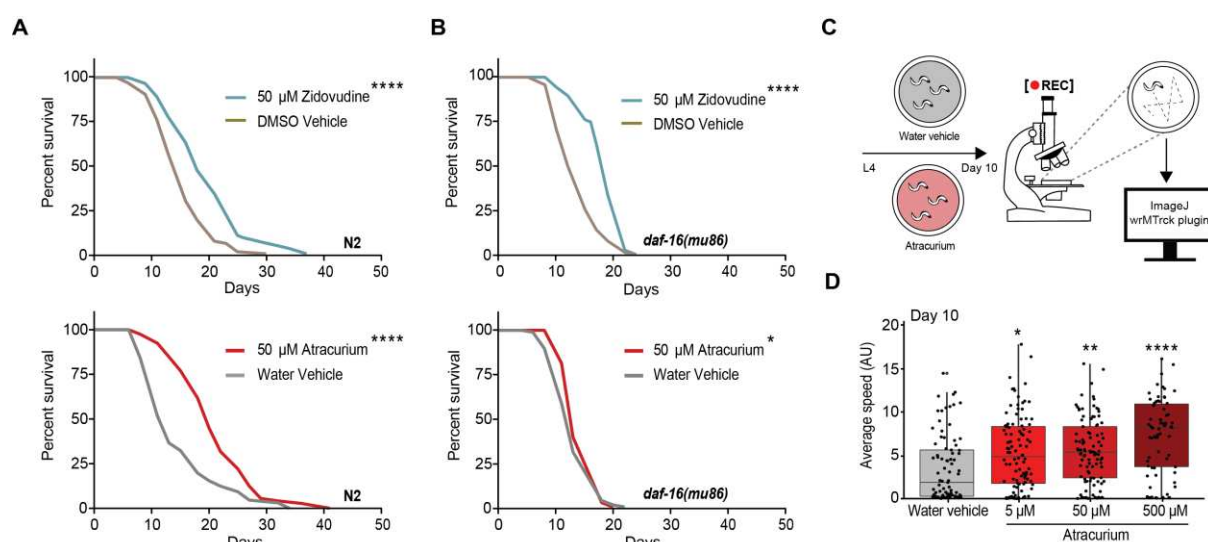 A
100
75
50
25
0
0
10
20
30
40
50
Percent survival
Days
50 µM Zidovudine ****
DMSO Vehicle
N2
100
75
50
25
0
0
10
20
30
40
50
Percent survival
Days
50 µM Atracurium ****
Water Vehicle
N2
B
100
75
50
25
0
0
10
20
30
40
50
Percent survival
Days
50 µM Zidovudine ****
DMSO Vehicle
daf-16(mu86)
100
75
50
25
0
0
10
20
30
40
50
Percent survival
Days
50 µM Atracurium *
Water Vehicle
daf-16(mu86)
C
Water vehicle
L4
Day 10
Atracurium
[●REC]
ImageJ
wrMTrck plugin
D
Day 10
20
15
10
5
0
Average speed (AU)
*
**
****
Water vehicle
5 µM
50 µM
500 µM
Atracurium